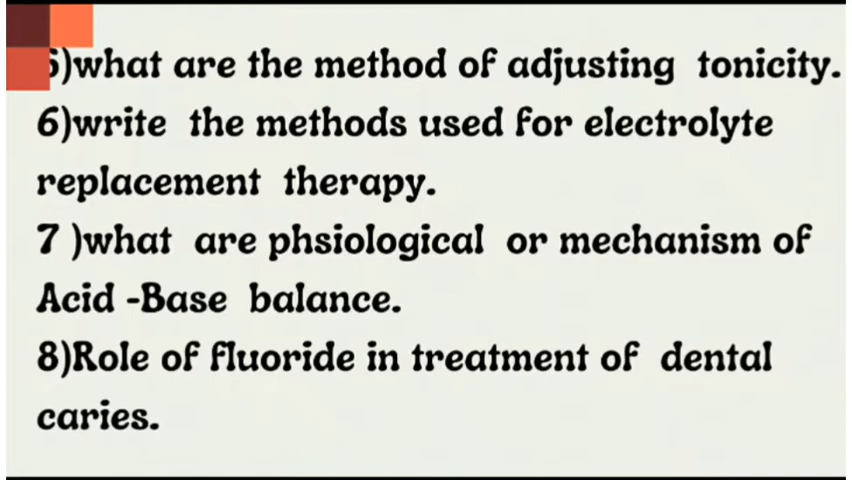 5)what are the method of adjusting tonicity.
6)write the methods used for electrolyte
replacement therapy.
7 )what are phsiological or mechanism of
Acid -Base balance.
8)Role of fluoride in treatment of dental
caries.